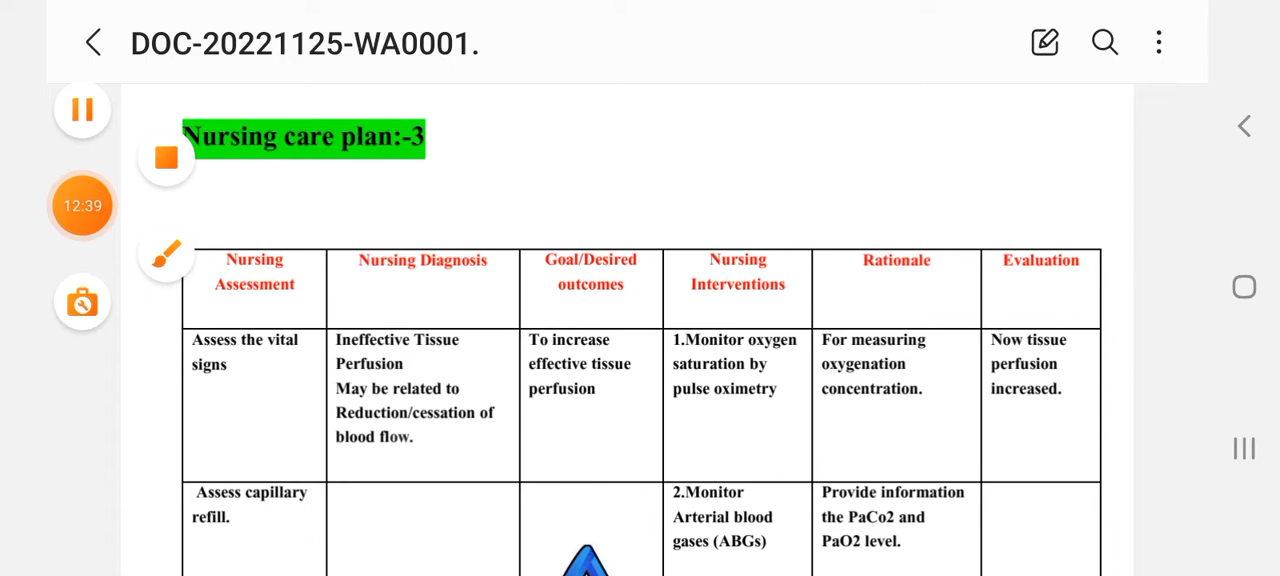 DOC-20221125-WA0001.
Nursing care plan:-3
12:39
Nursing
Assessment
Nursing Diagnosis
Goal/Desired
outcomes
Nursing
Interventions
Rationale
Evaluation
Assess the vital
signs
Ineffective Tissue
Perfusion
May be related to
Reduction/cessation of
blood flow.
To increase
effective tissue
perfusion
1.Monitor oxygen
saturation by
pulse oximetry
For measuring
oxygenation
concentration.
Now tissue
perfusion
increased.
Assess capillary
refill.
2.Monitor
Arterial blood
gases (ABGs)
Provide information
the PaCo2 and
PaO2 level.